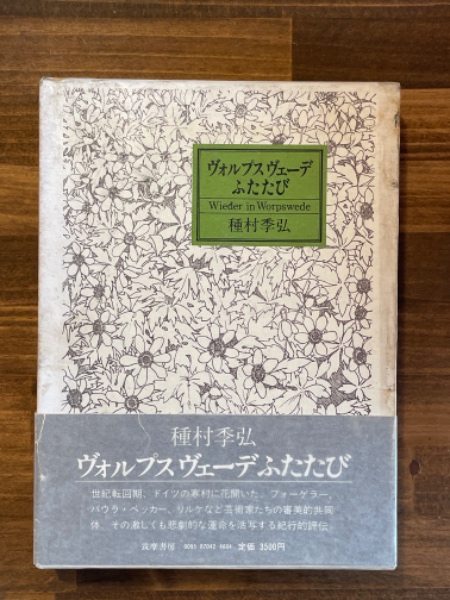 ヴォルプスヴェーデ
ふたたび
Wieder in Worpswede
種村季弘
種村季弘
ヴォルプスヴェーデふたたび
世紀転回期、ドイツの寒村に花開いた、フォーゲラー、
パウラ・ベッカー、リルケなど芸術家たちの審美的共同
体、その激しくも悲劇的な運命を活写する紀行的評伝。
筑摩書房 0095-87042-4604 定価 3500円